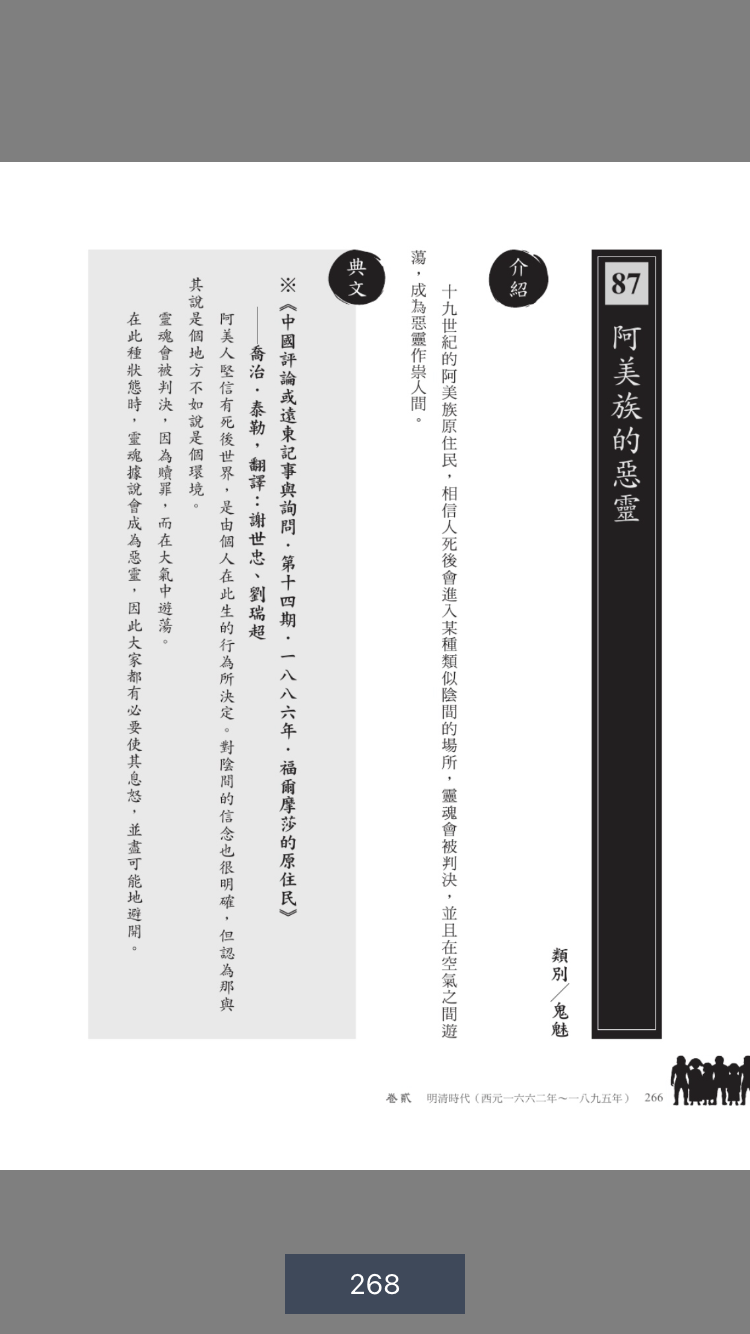 87
阿美族的惡靈
類別/鬼魅
介紹
十九世紀的阿美族原住民，相信人死後會進入某種類似陰間的場所，靈魂會被判決，並且在空氣之間遊
蕩，成為惡靈作祟人間。
典文
※《中國評論或遠東記事與詢問．第十四期．一八八六年．福爾摩莎的原住民》
——喬治．泰勒，翻譯：謝世忠、劉瑞超
阿美人堅信有死後世界，是由個人在此生的行為所決定。對陰間的信念也很明確，但認為那與
其說是個地方不如說是個環境。
靈魂會被判決，因為贖罪，而在大氣中遊蕩。
在此種狀態時，靈魂據說會成為惡靈，因此大家都有必要使其息怒，並盡可能地避開。
卷貳 明清時代（西元一六六二年～一八九五年） 266
268